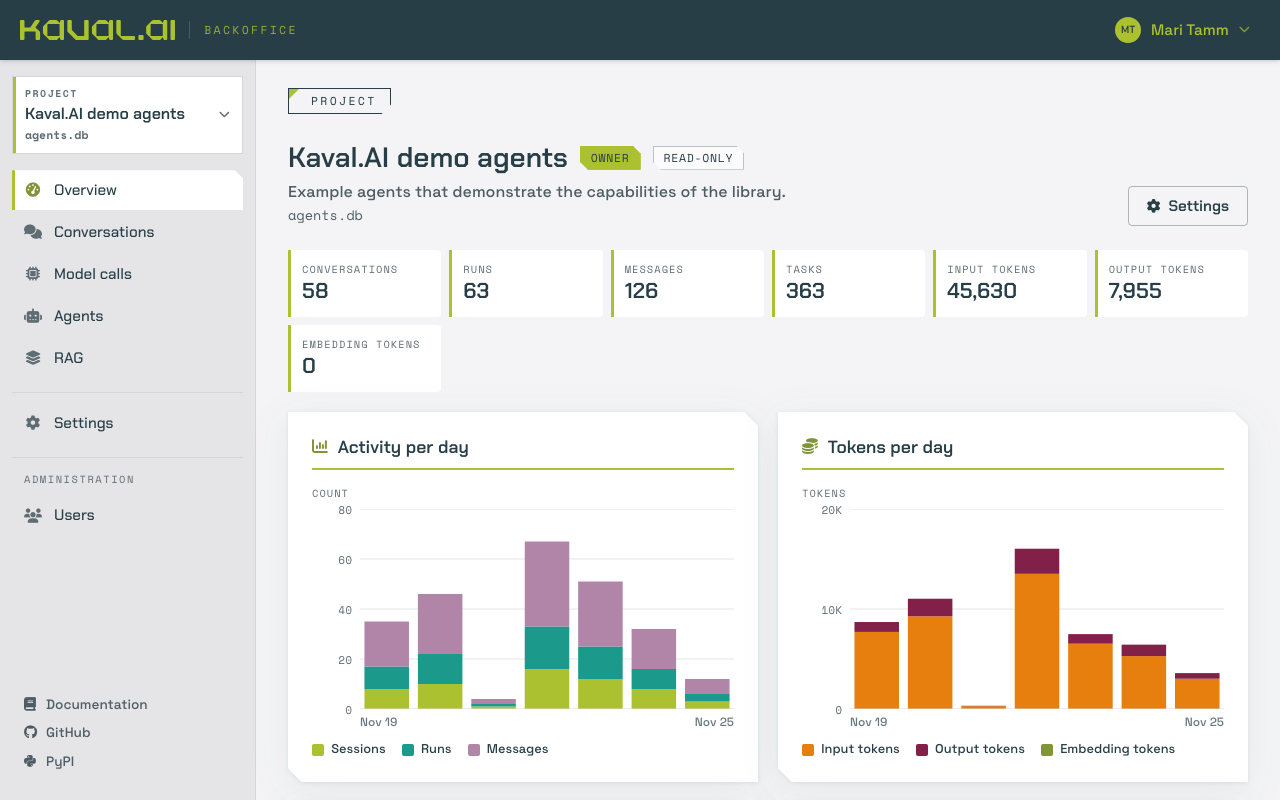 kaval.ai
BACKOFFICE
MT
Mari Tamm
PROJECT
Kaval.AI demo agents
agents.db
Overview
Conversations
Model calls
Agents
RAG
Settings
ADMINISTRATION
Users
Documentation
GitHub
PyPI
PROJECT
Kaval.AI demo agents
OWNER
READ-ONLY
Example agents that demonstrate the capabilities of the library.
agents.db
Settings
CONVERSATIONS
58
RUNS
63
MESSAGES
126
TASKS
363
INPUT TOKENS
45,630
OUTPUT TOKENS
7,955
EMBEDDING TOKENS
0
Activity per day
COUNT
80
60
40
20
0
Nov 19
Nov 25
Sessions
Runs
Messages
Tokens per day
TOKENS
20K
10K
0
Nov 19
Nov 25
Input tokens
Output tokens
Embedding tokens